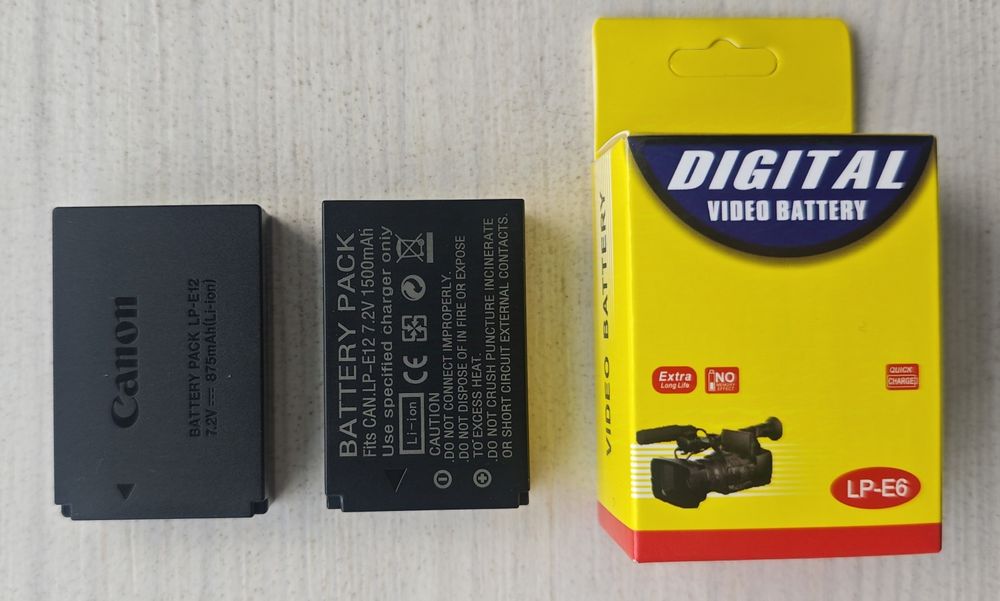 Canon
BATTERY PACK LP-E12
7.2V 875mAh(Li-ion)
BATTERY PACK
Fits CAN.LP-E12 7.2V 1500mAh
Use specified charger only
Li-ion CE
CAUTION
.DO NOT CONNECT IMPROPERLY.
.DO NOT DISPOSE OF IN FIRE OR EXPOSE
TO EXCESS HEAT.
.DO NOT CRUSH PUNCTURE INCINERATE
OR SHORT CIRCUIT EXTERNAL CONTACTS.
VIDEO BATTERY
DIGITAL
VIDEO BATTERY
Extra
Long Life
NO
MEMORY
EFFECT
QUICK
CHARGE
LP-E6